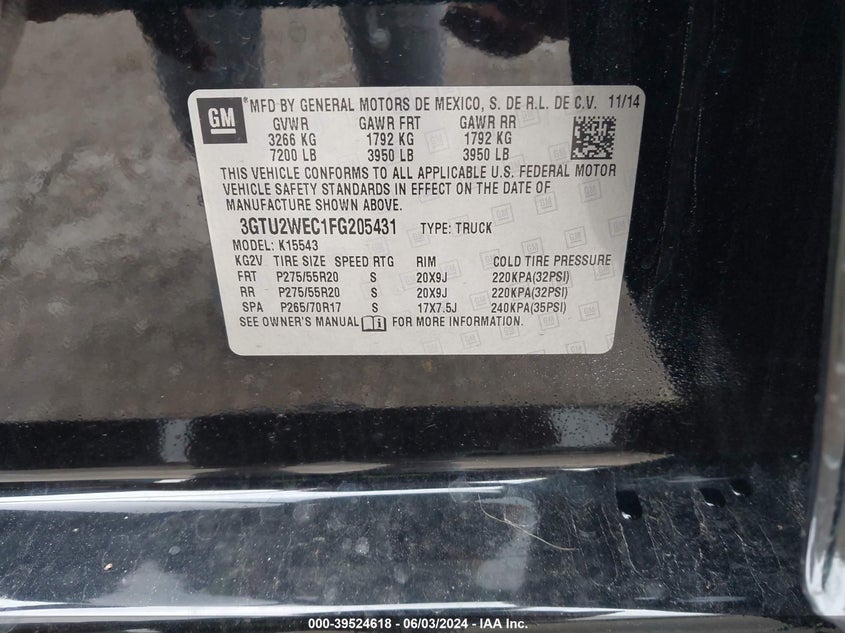 GM
®MFD BY GENERAL MOTORS DE MEXICO, S. DE R.L. DE C.V. 11/14
GVWR GAWR FRT GAWR RR
3266 KG 1792 KG 1792 KG
7200 LB 3950 LB 3950 LB
THIS VEHICLE CONFORMS TO ALL APPLICABLE U.S. FEDERAL MOTOR
VEHICLE SAFETY STANDARDS IN EFFECT ON THE DATE OF
MANUFACTURE SHOWN ABOVE.
3GTU2WEC1FG205431 TYPE: TRUCK
MODEL: K15543
KG2V TIRE SIZE SPEED RTG RIM COLD TIRE PRESSURE
FRT P275/55R20 S 20X9J 220KPA(32PSI)
RR P275/55R20 S 20X9J 220KPA(32PSI)
SPA P265/70R17 S 17X7.5J 240KPA(35PSI)
SEE OWNER'S MANUAL FOR MORE INFORMATION.
000-39524618 - 06/03/2024 - IAA Inc.